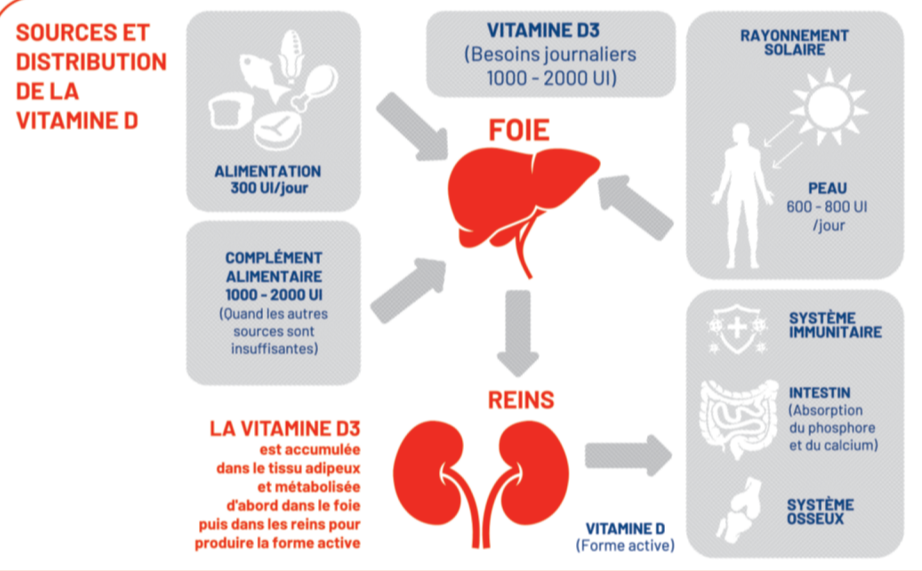 SOURCES ET
DISTRIBUTION
DE LA
VITAMINE D
ALIMENTATION
300 UI/jour
COMPLÉMENT
ALIMENTAIRE
1000 - 2000 UI
(Quand les autres
sources sont
insuffisantes)
VITAMINE D3
(Besoins journaliers
1000 - 2000 UI)
FOIE
RAYONNEMENT
SOLAIRE
PEAU
600 - 800 UI
/jour
REINS
LA VITAMINE D3
est accumulée
dans le tissu adipeux
et métabolisée
d'abord dans le foie
puis dans les reins pour
produire la forme active
VITAMINE D
(Forme active)
SYSTÈME
IMMUNITAIRE
INTESTIN
(Absorption
du phosphore
et du calcium)
SYSTÈME
OSSEUX